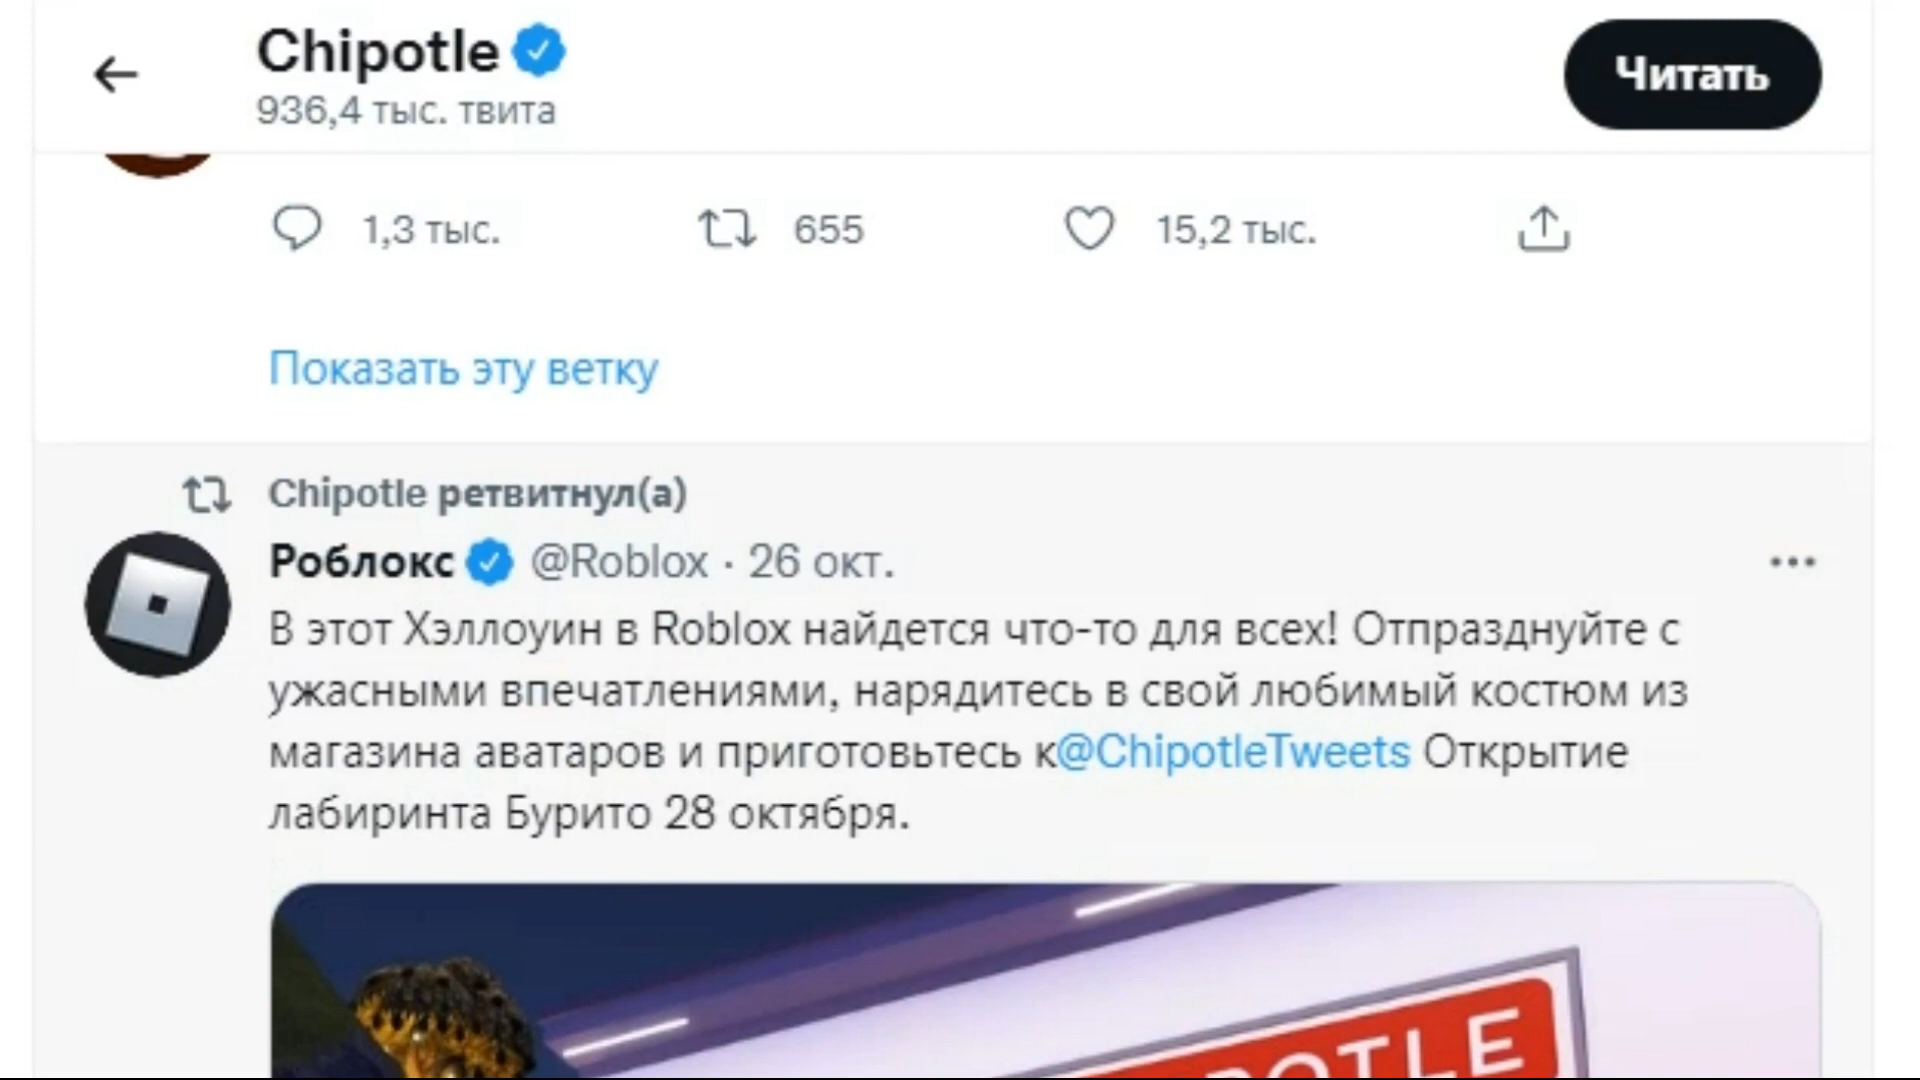 Chipotle
936,4 тыс. твита
Читать
1,3 тыс. 655 15,2 тыс.
Показать эту ветку
Chipotle ретвитнул(а)
Роблокс @Roblox · 26 окт.
В этот Хэллоуин в Roblox найдется что-то для всех! Отпразднуйте с
ужасными впечатлениями, нарядитесь в свой любимый костюм из
магазина аватаров и приготовьтесь к@ChipotleTweets Открытие
лабиринта Бурито 28 октября.
POTLE